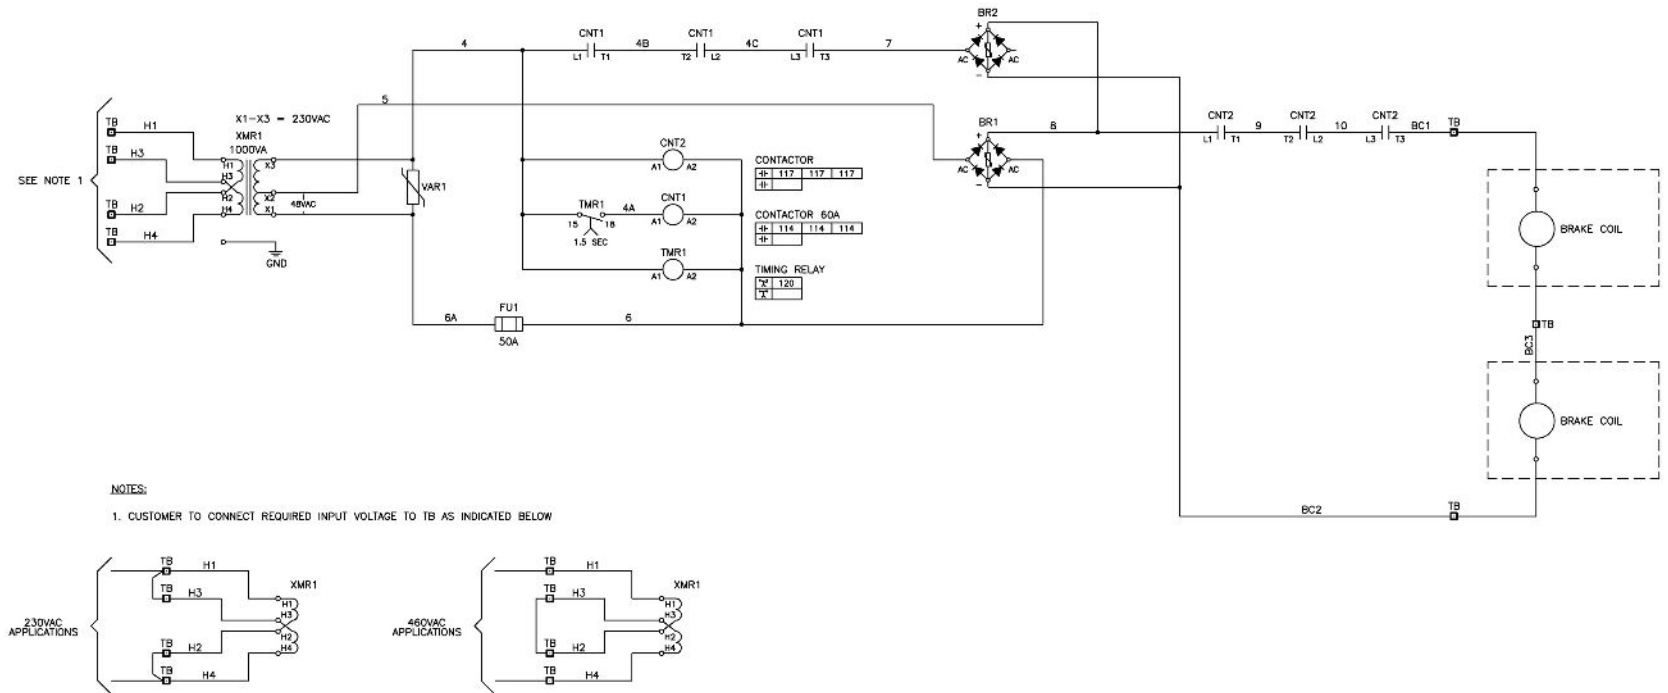 BR2
CNT1
CNT1
CNT1
4
4B
4C
7
+
L1
T1
T2
L2
L3
T3
AC
AC
-
5
X1-X3 = 230VAC
XMR1
1000VA
TB
H1
TB
H3
SEE NOTE 1
TB
H2
TB
H4
H1
H3
H2
H4
X3
X2
X1
48VAC
GND
VAR1
CNT2
A1
A2
TMR1
4A
CNT1
15
18
A1
A2
1.5 SEC
TMR1
A1
A2
CONTACTOR
117 117 117
CONTACTOR 60A
114 114 114
TIMING RELAY
120
6A
FU1
6
50A
BR1
+
AC
AC
-
8
CNT2
CNT2
CNT2
L1
T1
9
T2
L2
10
L3
T3
BC1
TB
BRAKE COIL
TB
BC3
BRAKE COIL
BC2
TB
NOTES:
1. CUSTOMER TO CONNECT REQUIRED INPUT VOLTAGE TO TB AS INDICATED BELOW
230VAC
APPLICATIONS
TB
H1
TB
H3
TB
H2
TB
H4
XMR1
H1
H3
H2
H4
460VAC
APPLICATIONS
TB
H1
TB
H3
TB
H2
TB
H4
XMR1
H1
H3
H2
H4